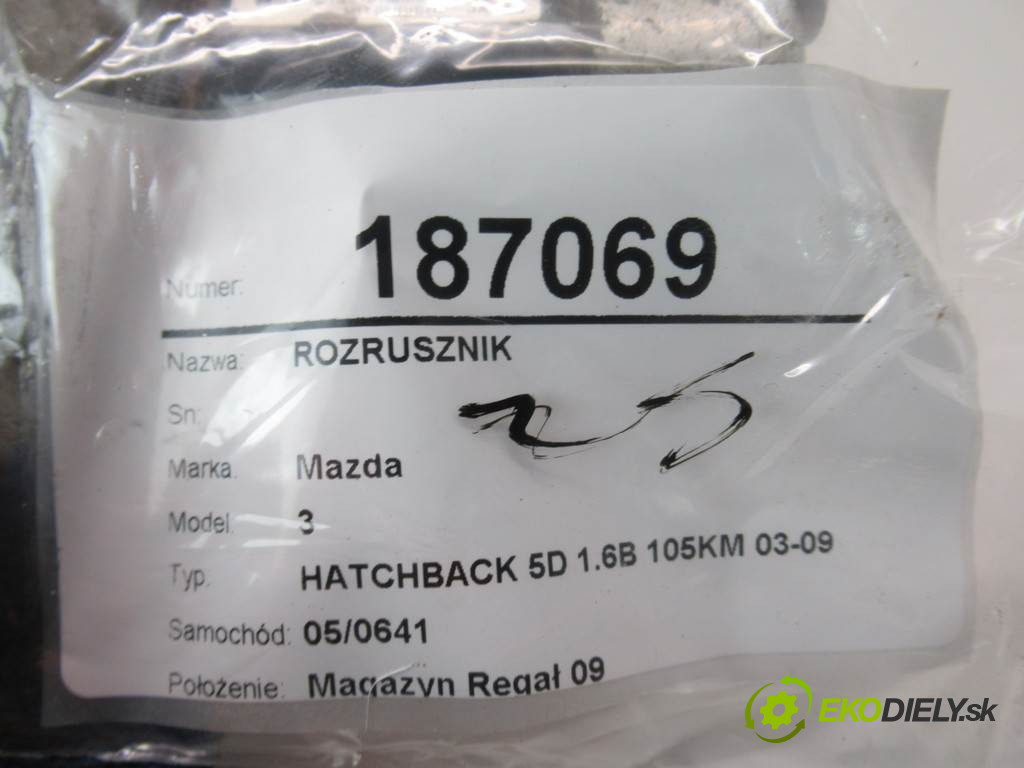 Numer: 187069
Nazwa: ROZRUSZNIK
Sn:
25
Marka: Mazda
Model: 3
Typ: HATCHBACK 5D 1.6B 105KM 03-09
Samochód: 05/0641
Położenie: Magazyn Regał 09
EKODIELY.sk